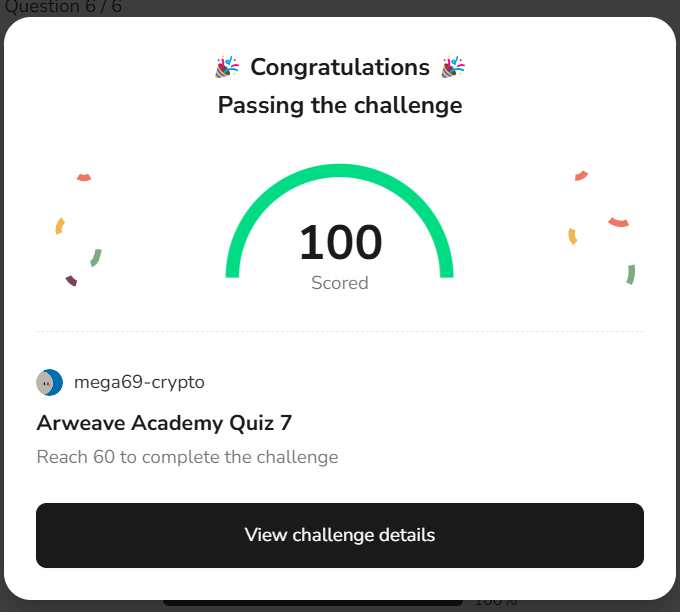 Question 6 / 6
🎉 Congratulations 🎉
Passing the challenge
100
Scored
mega69-crypto
Arweave Academy Quiz 7
Reach 60 to complete the challenge
View challenge details
100%